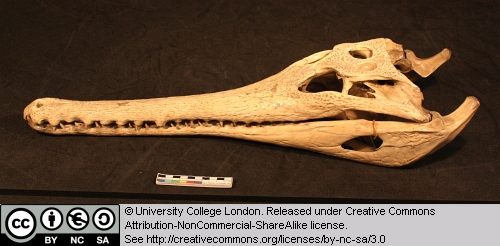 © University College London. Released under Creative Commons
Attribution-NonCommercial-ShareAlike license.
See http://creativecommons.org/licenses/by-nc-sa/3.0
cc
BY NC SA